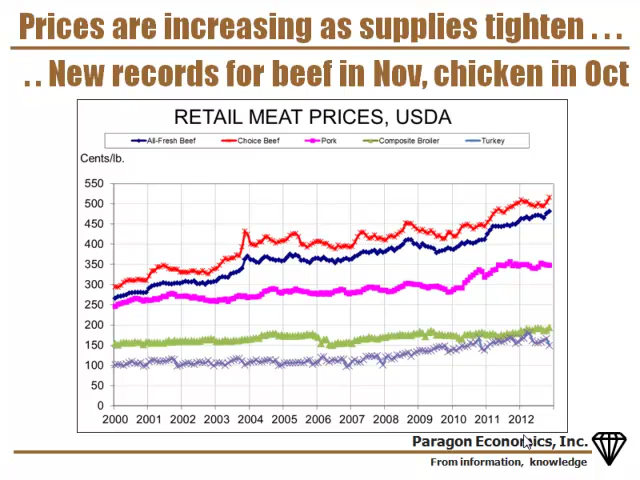 Prices are increasing as supplies tighten . . .
. . New records for beef in Nov, chicken in Oct
RETAIL MEAT PRICES, USDA
All-Fresh Beef Choice Beef Pork Composite Broiler Turkey
Cents/lb.
550
500
450
400
350
300
250
200
150
100
50
0
2000 2001 2002 2003 2004 2005 2006 2007 2008 2009 2010 2011 2012
Paragon Economics, Inc.
From information, knowledge